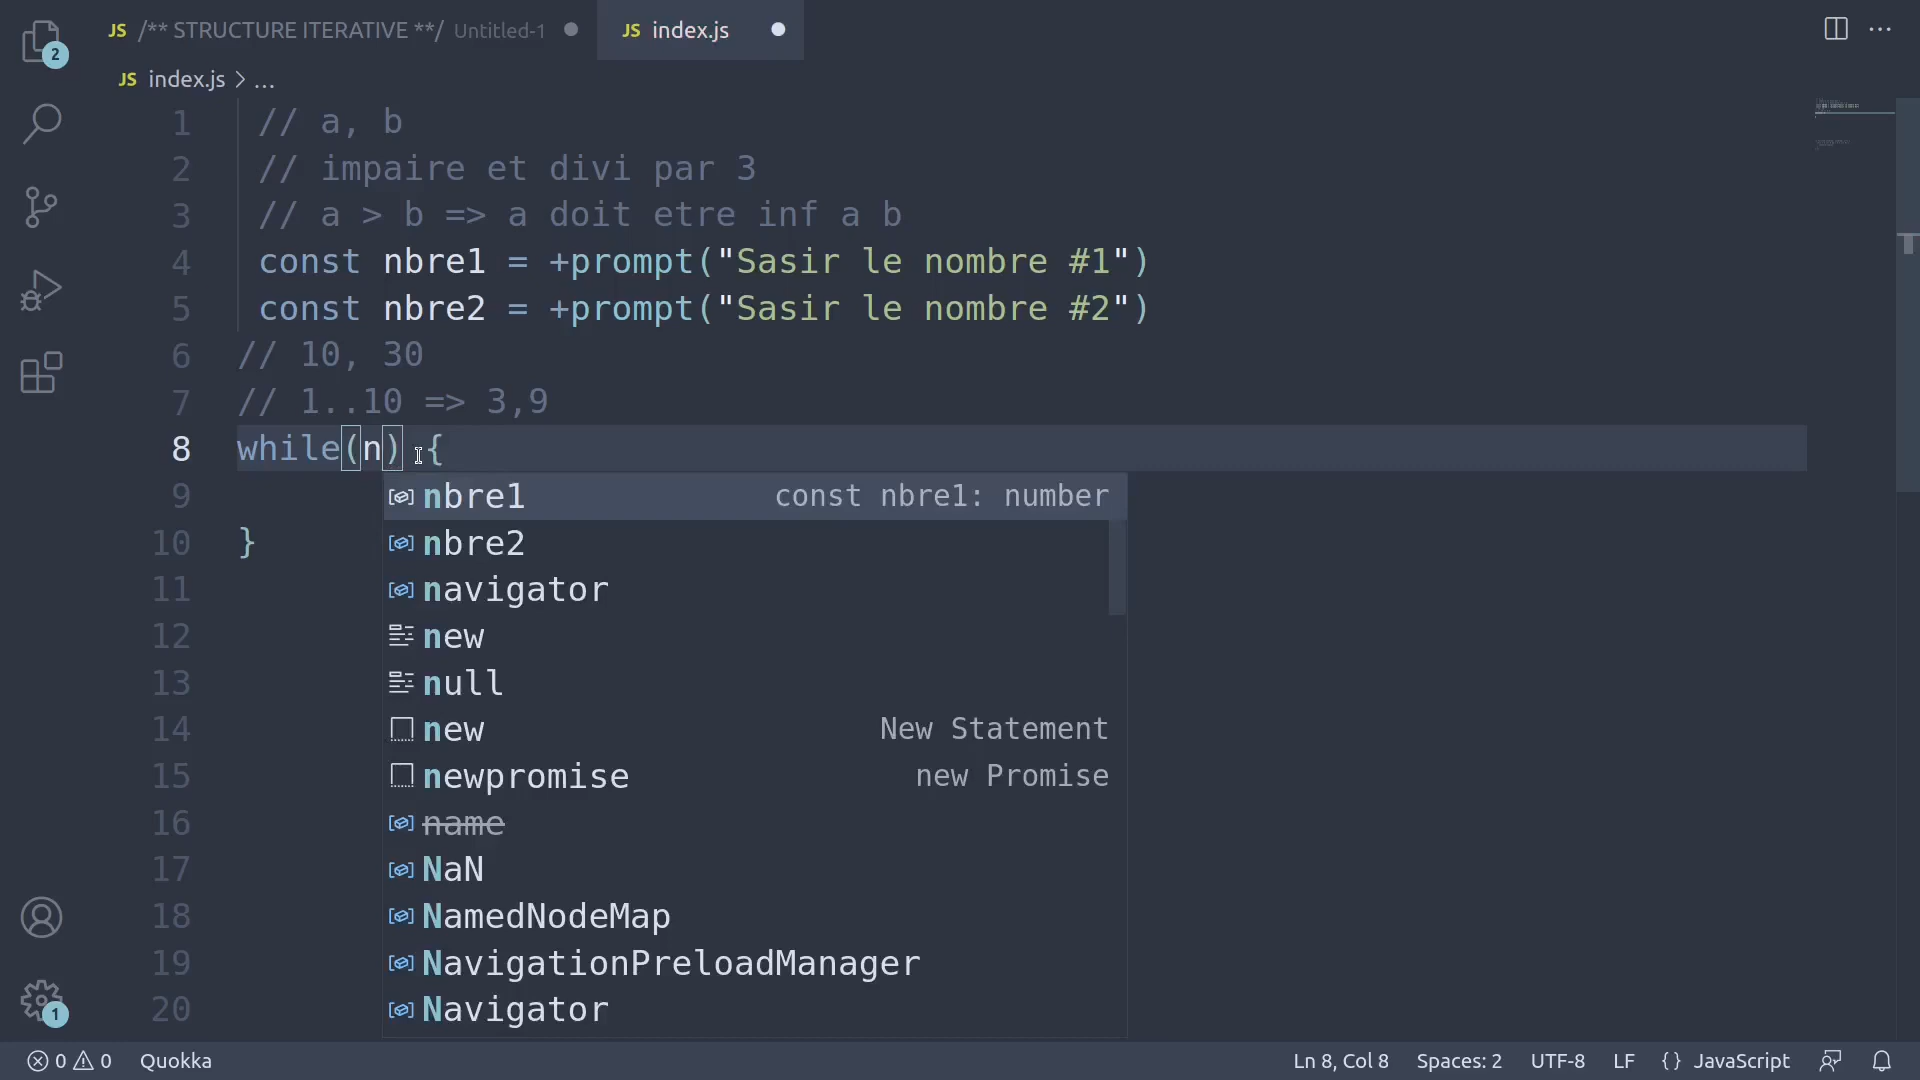 JS /** STRUCTURE ITERATIVE **/ Untitled-1
JS index.js
2
JS index.js > ...
1 // a, b
2 // impaire et divi par 3
3 // a > b => a doit etre inf a b
4 const nbre1 = +prompt("Sasir le nombre #1")
5 const nbre2 = +prompt("Sasir le nombre #2")
6 // 10, 30
7 // 1..10 => 3,9
8 while(n) {
9 nbre1 const nbre1: number
10 } nbre2
11 navigator
12 new
13 null
14 new New Statement
15 newpromise new Promise
16 name
17 NaN
18 NamedNodeMap
19 NavigationPreloadManager
20 Navigator
1
0 0 Quokka Ln 8, Col 8 Spaces: 2 UTF-8 LF {} JavaScript